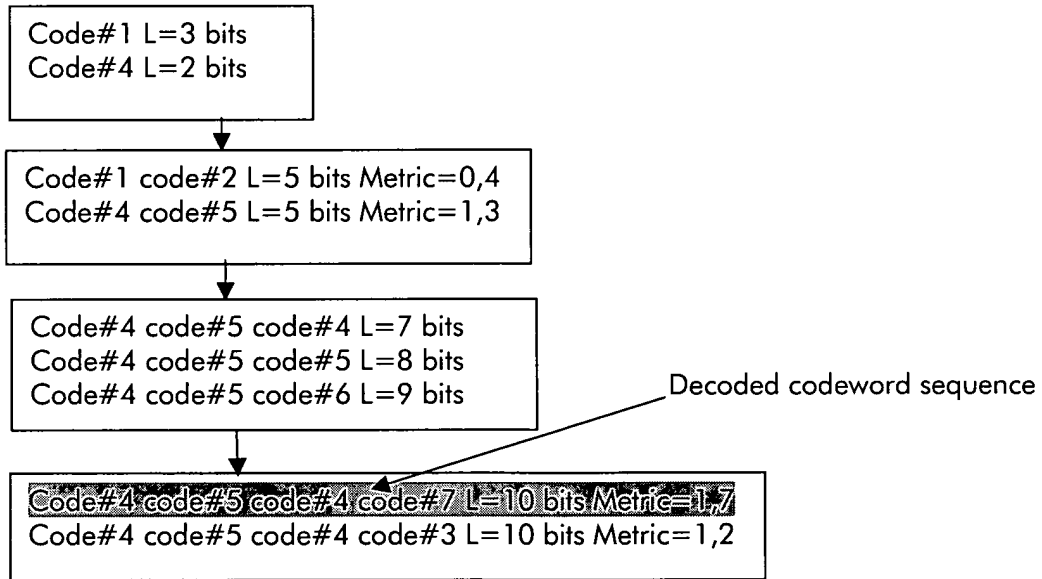 Code#1 L=3 bits
Code#4 L=2 bits
Code#1 code#2 L=5 bits Metric=0,4
Code#4 code#5 L=5 bits Metric=1,3
Code#4 code#5 code#4 L=7 bits
Code#4 code#5 code#5 L=8 bits
Code#4 code#5 code#6 L=9 bits
Decoded codeword sequence
Code#4 code#5 code#4 code#7 L=10 bits Metric=1,7
Code#4 code#5 code#4 code#3 L=10 bits Metric=1,2